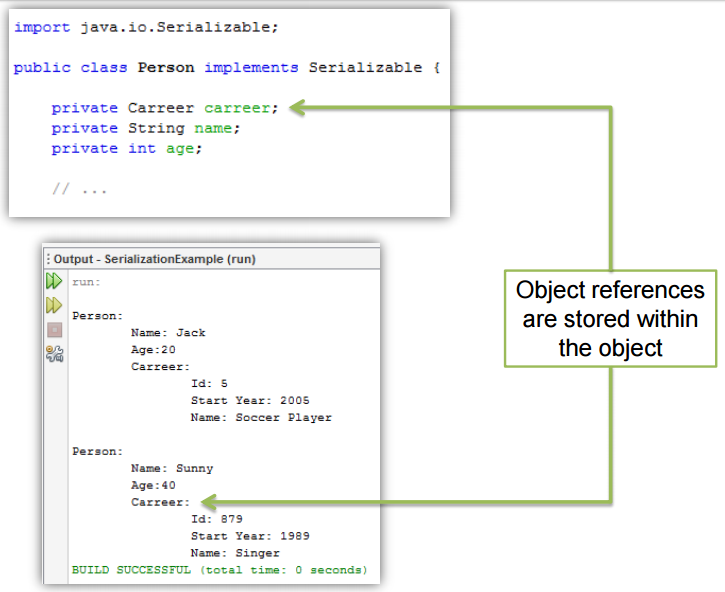 import java.io.Serializable;
public class Person implements Serializable {
private Carreer carreer;
private String name;
private int age;
// ...
Output - SerializationExample (run)
run:
Person:
Name: Jack
Age:20
Carreer:
Id: 5
Start Year: 2005
Name: Soccer Player
Person:
Name: Sunny
Age:40
Carreer:
Id: 879
Start Year: 1989
Name: Singer
BUILD SUCCESSFUL (total time: 0 seconds)
Object references
are stored within
the object